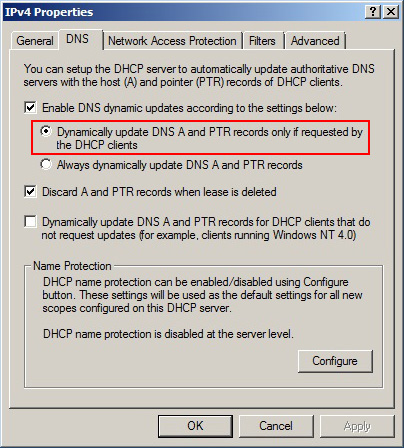 IPv4 Properties
General
DNS
Network Access Protection
Filters
Advanced
You can setup the DHCP server to automatically update authoritative DNS
servers with the host (A) and pointer (PTR) records of DHCP clients.
Enable DNS dynamic updates according to the settings below:
Dynamically update DNS A and PTR records only if requested by
the DHCP clients
Always dynamically update DNS A and PTR records
Discard A and PTR records when lease is deleted
Dynamically update DNS A and PTR records for DHCP clients that do
not request updates (for example, clients running Windows NT 4.0)
Name Protection
DHCP name protection can be enabled/disabled using Configure
button. These settings will be used as the default settings for all new
scopes configured on this DHCP server.
DHCP name protection is disabled at the server level.
Configure
OK
Cancel
Apply